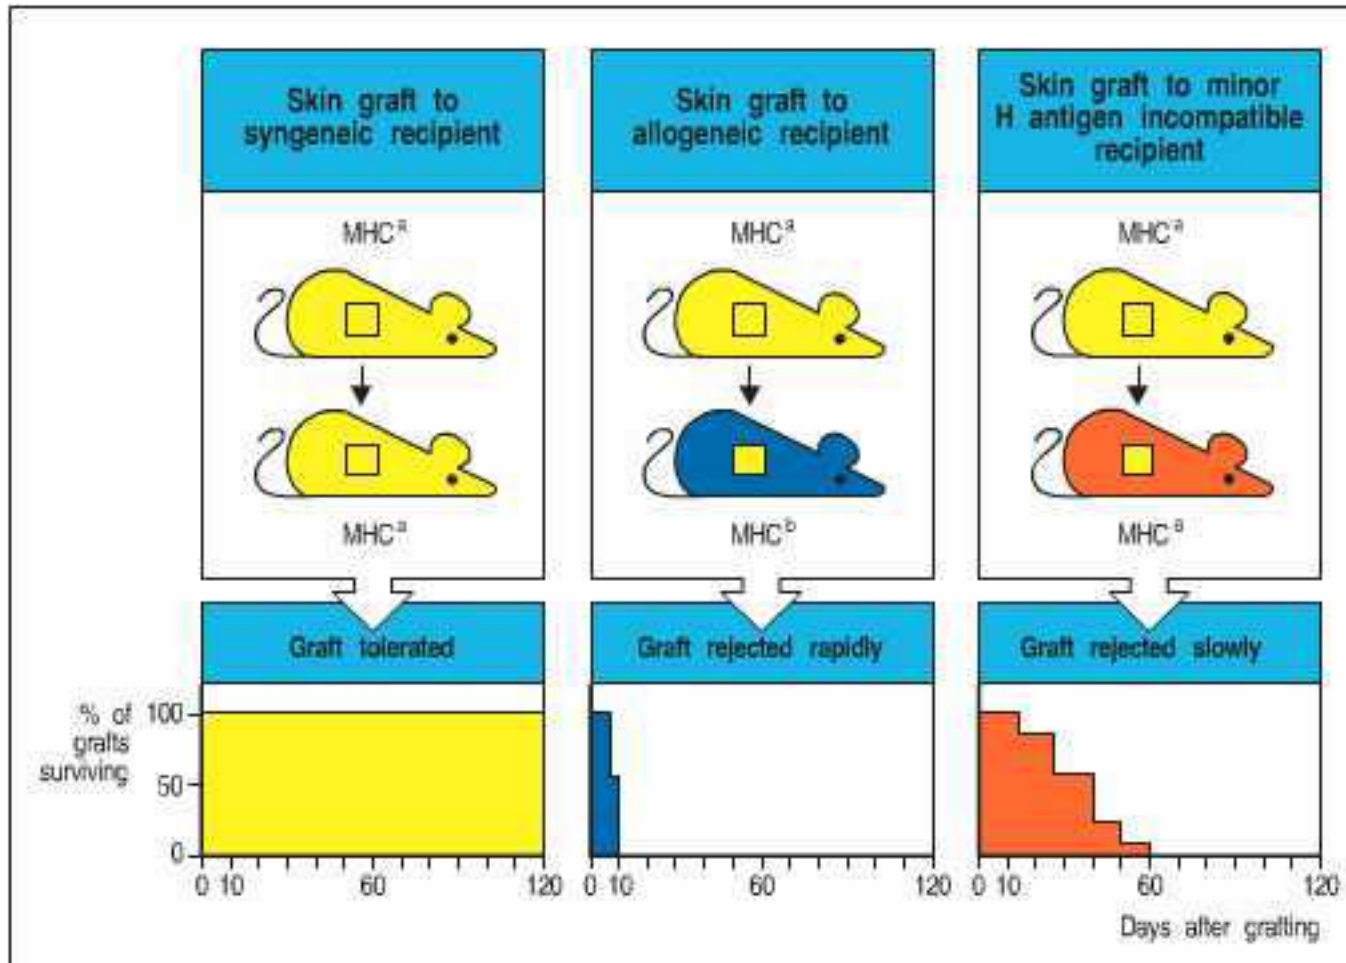 Skin graft to
syngeneic recipient
Skin graft to
allogeneic recipient
Skin graft to minor
H antigen incompatible
recipient
MHC^a
MHC^a
MHC^a
MHC^a
MHC^b
MHC^a
Graft tolerated
Graft rejected rapidly
Graft rejected slowly
% of
grafts
surviving
100
50
0
0 10 60 120
0 10 60 120
0 10 60 120
Days after grafting